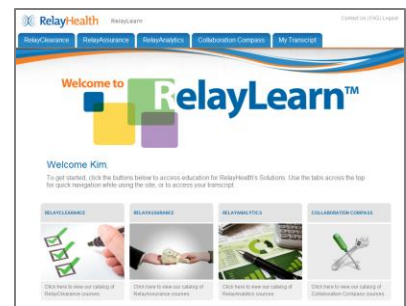 RelayHealth RelayLearn
Contact Us | FAQ | Logout
RelayClearance RelayAssurance RelayAnalytics Collaboration Compass My Transcript
Welcome to
RelayLearn™
Welcome Kim,
To get started, click the buttons below to access education for RelayHealth's Solutions. Use the tabs across the top
for quick navigation while using the site, or to access your transcript.
RELAYCLEARANCE RELAYASSURANCE RELAYANALYTICS COLLABORATION COMPASS
Click here to view our catalog of Click here to view our catalog of Click here to view our catalog of Click here to view our catalog of
RelayClearance courses RelayAssurance courses RelayAnalytics courses Collaboration Compass courses